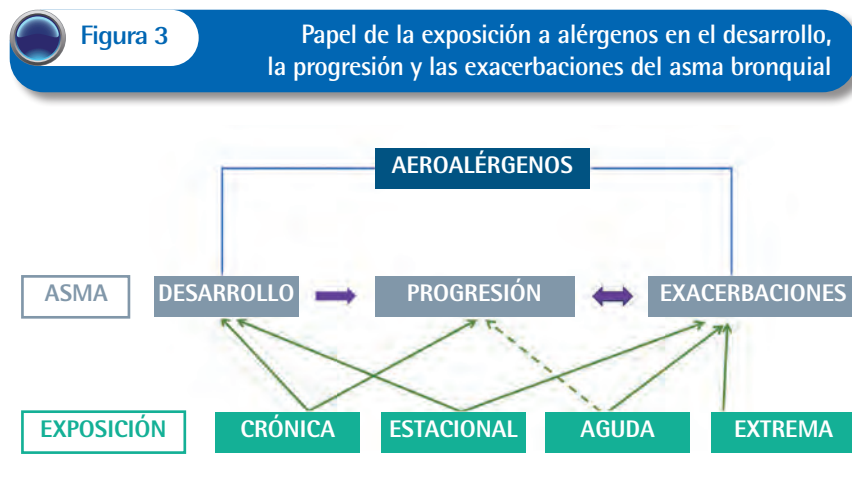 Figura 3
Papel de la exposición a alérgenos en el desarrollo,
la progresión y las exacerbaciones del asma bronquial
AEROALÉRGENOS
ASMA DESARROLLO PROGRESIÓN EXACERBACIONES
EXPOSICIÓN CRÓNICA ESTACIONAL AGUDA EXTREMA